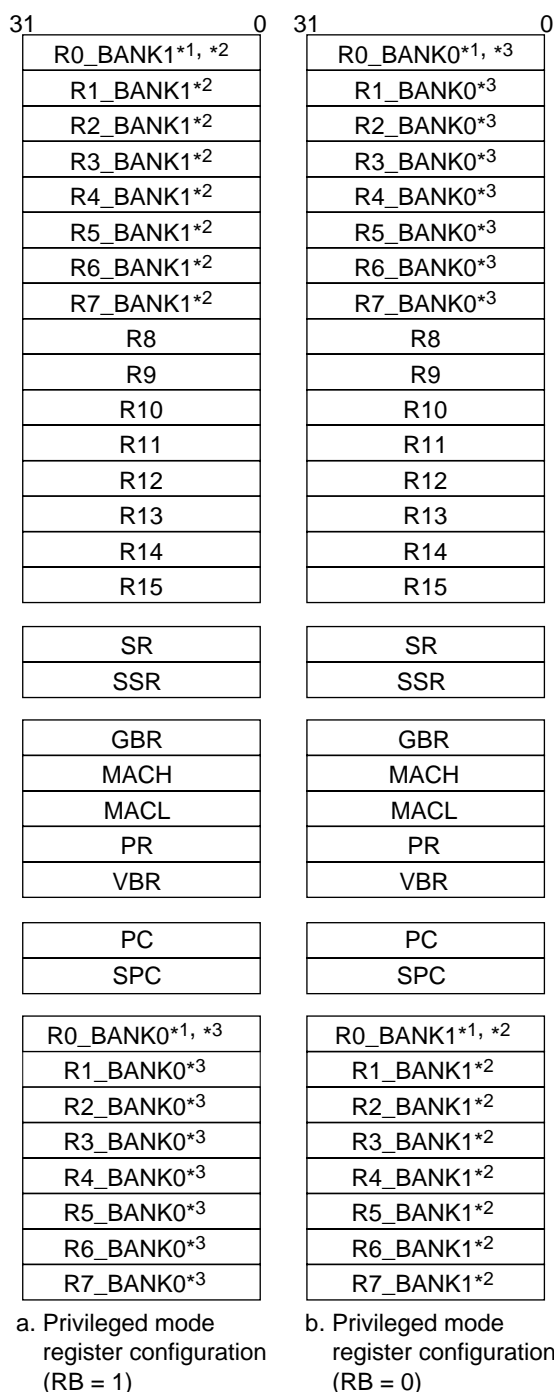 31 0
R0_BANK1*1, *2
R1_BANK1*2
R2_BANK1*2
R3_BANK1*2
R4_BANK1*2
R5_BANK1*2
R6_BANK1*2
R7_BANK1*2
R8
R9
R10
R11
R12
R13
R14
R15
SR
SSR
GBR
MACH
MACL
PR
VBR
PC
SPC
R0_BANK0*1, *3
R1_BANK0*3
R2_BANK0*3
R3_BANK0*3
R4_BANK0*3
R5_BANK0*3
R6_BANK0*3
R7_BANK0*3
a. Privileged mode
register configuration
(RB = 1)
31 0
R0_BANK0*1, *3
R1_BANK0*3
R2_BANK0*3
R3_BANK0*3
R4_BANK0*3
R5_BANK0*3
R6_BANK0*3
R7_BANK0*3
R8
R9
R10
R11
R12
R13
R14
R15
SR
SSR
GBR
MACH
MACL
PR
VBR
PC
SPC
R0_BANK1*1, *2
R1_BANK1*2
R2_BANK1*2
R3_BANK1*2
R4_BANK1*2
R5_BANK1*2
R6_BANK1*2
R7_BANK1*2
b. Privileged mode
register configuration
(RB = 0)